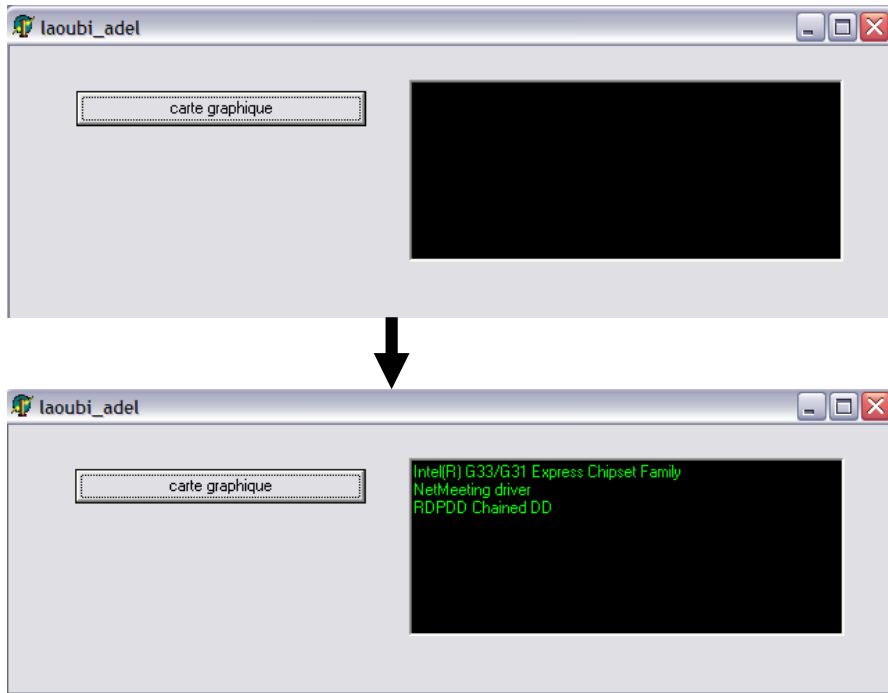 laoubi_adel
carte graphique
laoubi_adel
carte graphique
Intel(R) G33/G31 Express Chipset Family
NetMeeting driver
RDPDD Chained DD